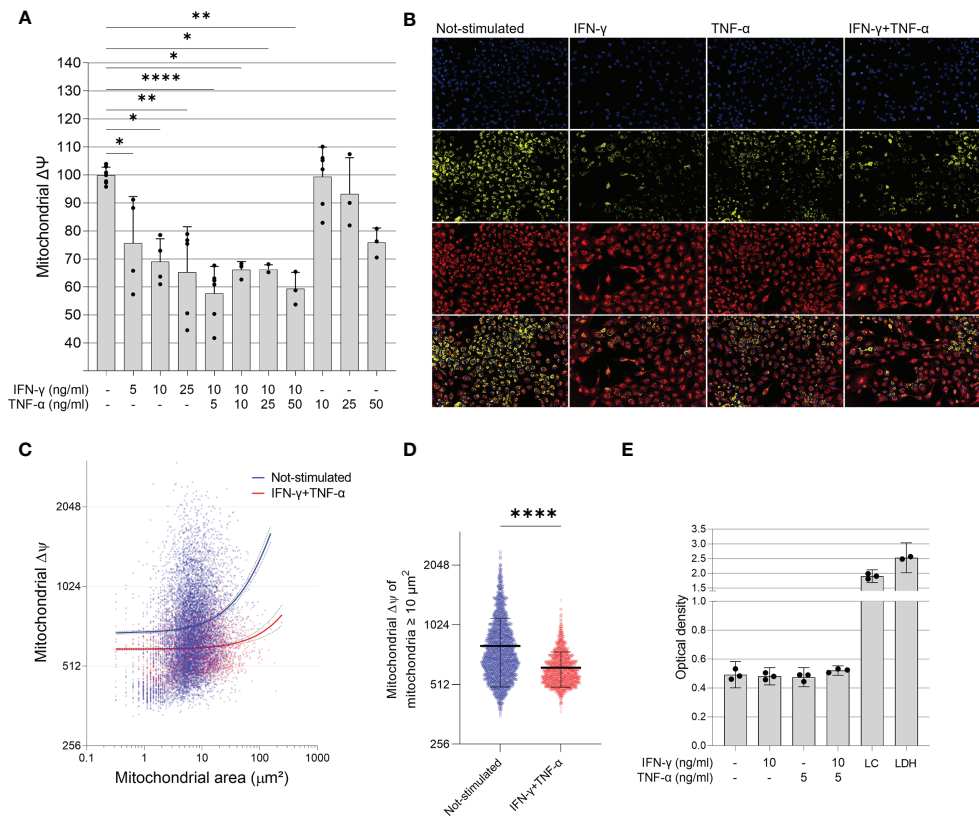 A
**
*
*
****
**
*
*
140
130
120
110
100
90
80
70
60
50
40
Mitochondrial ΔΨ
IFN-γ (ng/ml) - 5 10 25 10 10 10 10 - - -
TNF-α (ng/ml) - - - - 5 10 25 50 10 25 50
B
Not-stimulated IFN-γ TNF-α IFN-γ+TNF-α
C
Not-stimulated
IFN-γ+TNF-α
2048
1024
512
256
Mitochondrial Δψ
0.1 1 10 100 1000
Mitochondrial area (μm²)
D
****
2048
1024
512
256
Mitochondrial Δψ of
mitochondria ≥ 10 μm²
Not-stimulated IFN-γ+TNF-α
E
3.5
3.0
2.5
2.0
1.5
1.0
0.8
0.6
0.4
0.2
0.0
Optical density
IFN-γ (ng/ml) - 10 - 10 LC LDH
TNF-α (ng/ml) - - 5 5